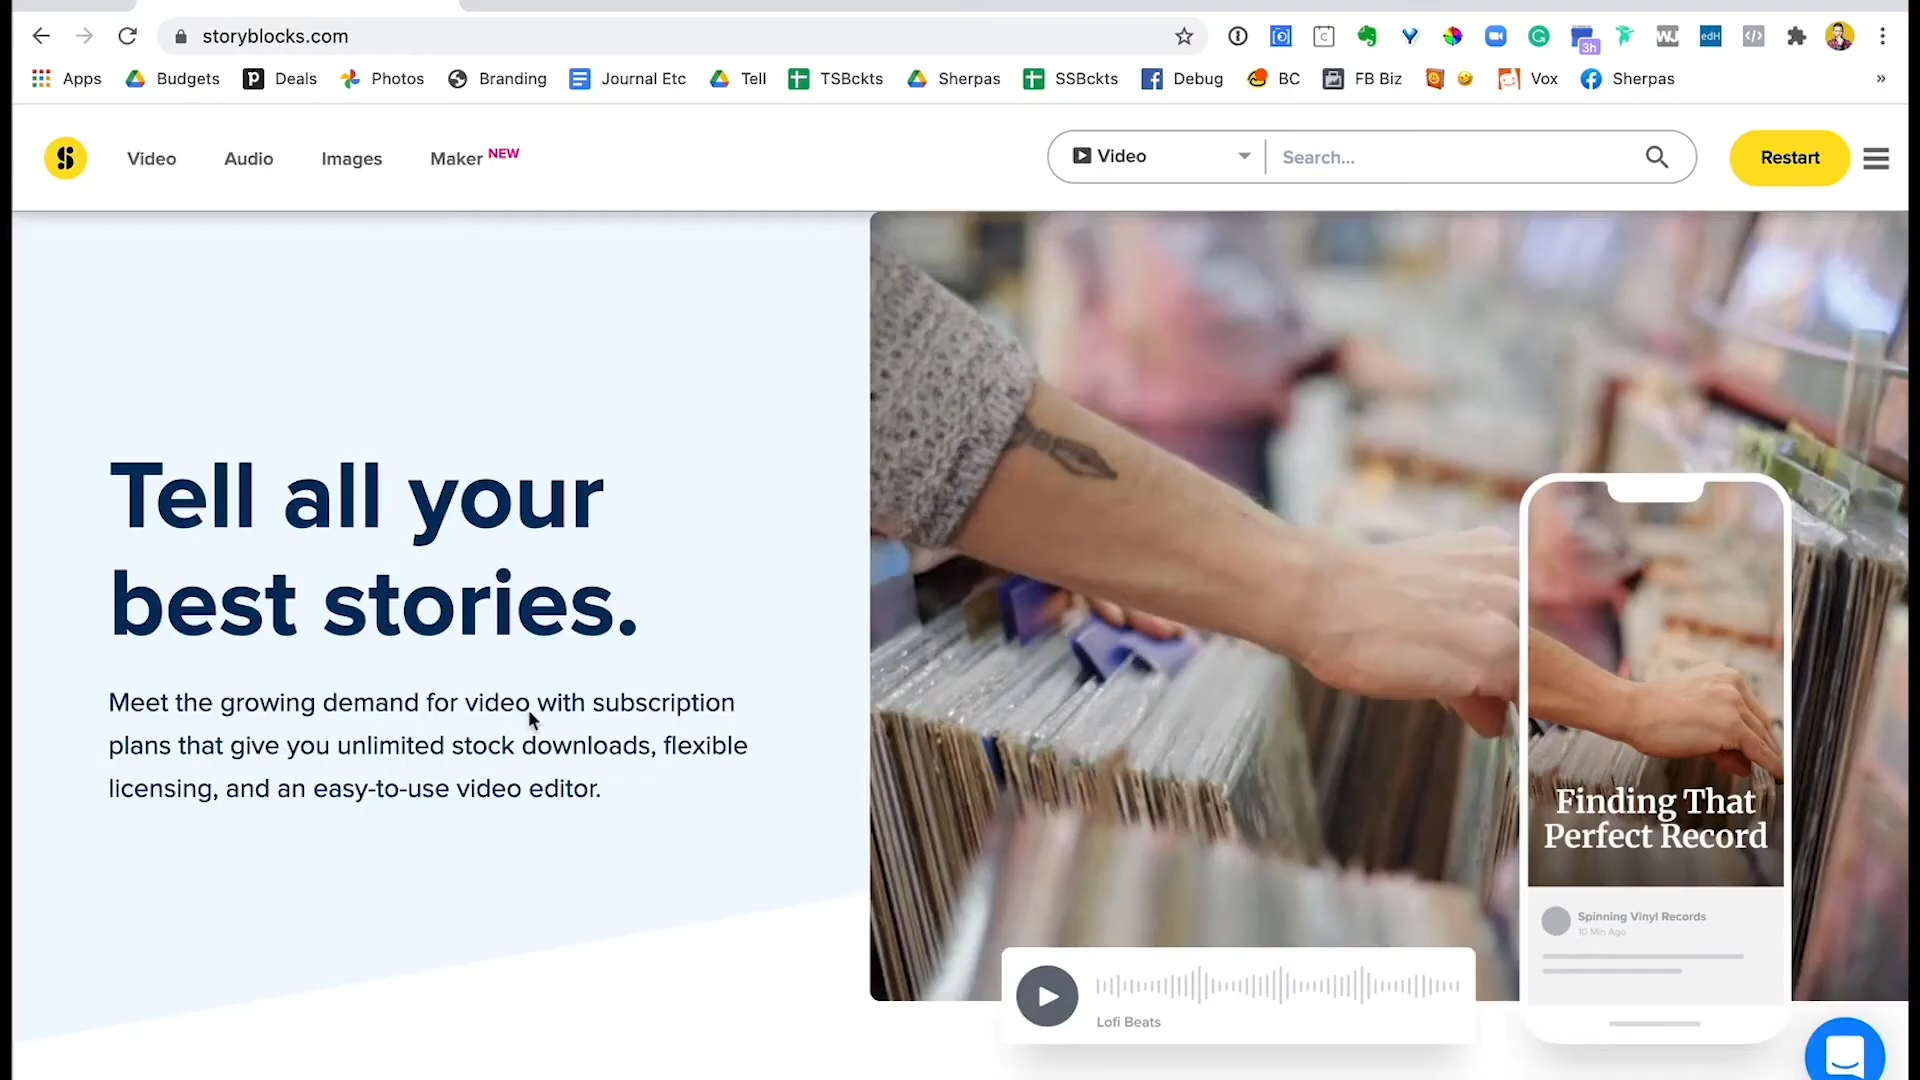 storyblocks.com
3h
WJ
edH
Apps
Budgets
Deals
Photos
Branding
Journal Etc
Tell
TSBckts
Sherpas
SSBckts
Debug
BC
FB Biz
Vox
Sherpas
»
Video
Audio
Images
Maker NEW
Video
Search...
Restart
Tell all your
best stories.
Meet the growing demand for video with subscription
plans that give you unlimited stock downloads, flexible
licensing, and an easy-to-use video editor.
Finding That
Perfect Record
Spinning Vinyl Records
10 Min Ago
Lofi Beats